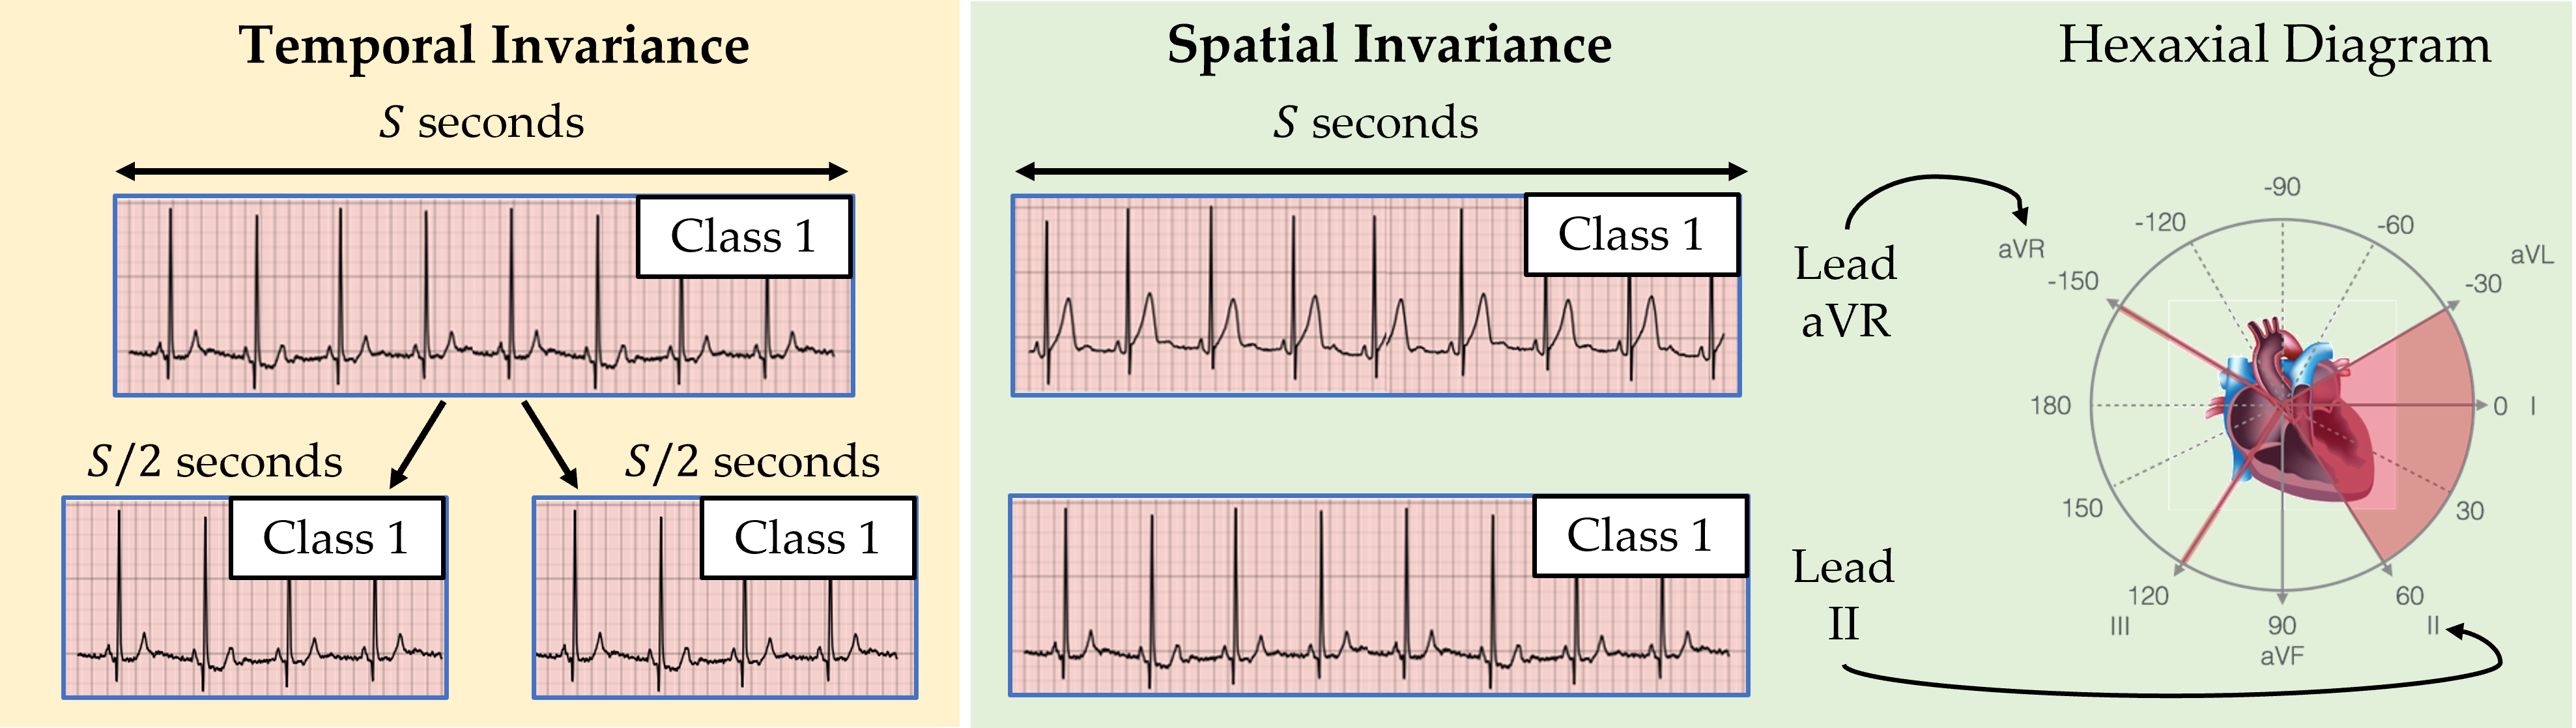 Temporal Invariance
S seconds
Class 1
S/2 seconds
S/2 seconds
Class 1
Class 1
Spatial Invariance
S seconds
Class 1
Lead
aVR
Class 1
Lead
II
Hexaxial Diagram
-90
-120
-60
aVR
aVL
-150
-30
180
0 I
150
30
120
60
III
90
II
aVF